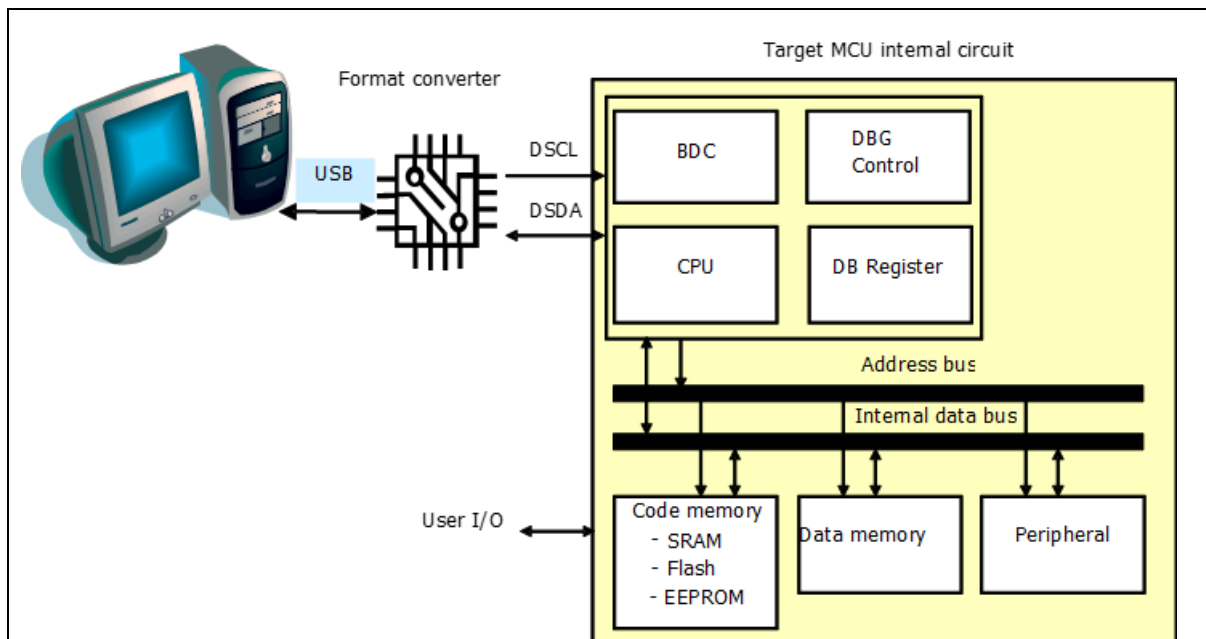 Target MCU internal circuit
Format converter
USB
DSCL
DSDA
BDC
DBG
Control
CPU
DB Register
Address bus
Internal data bus
User I/O
Code memory
- SRAM
- Flash
- EEPROM
Data memory
Peripheral